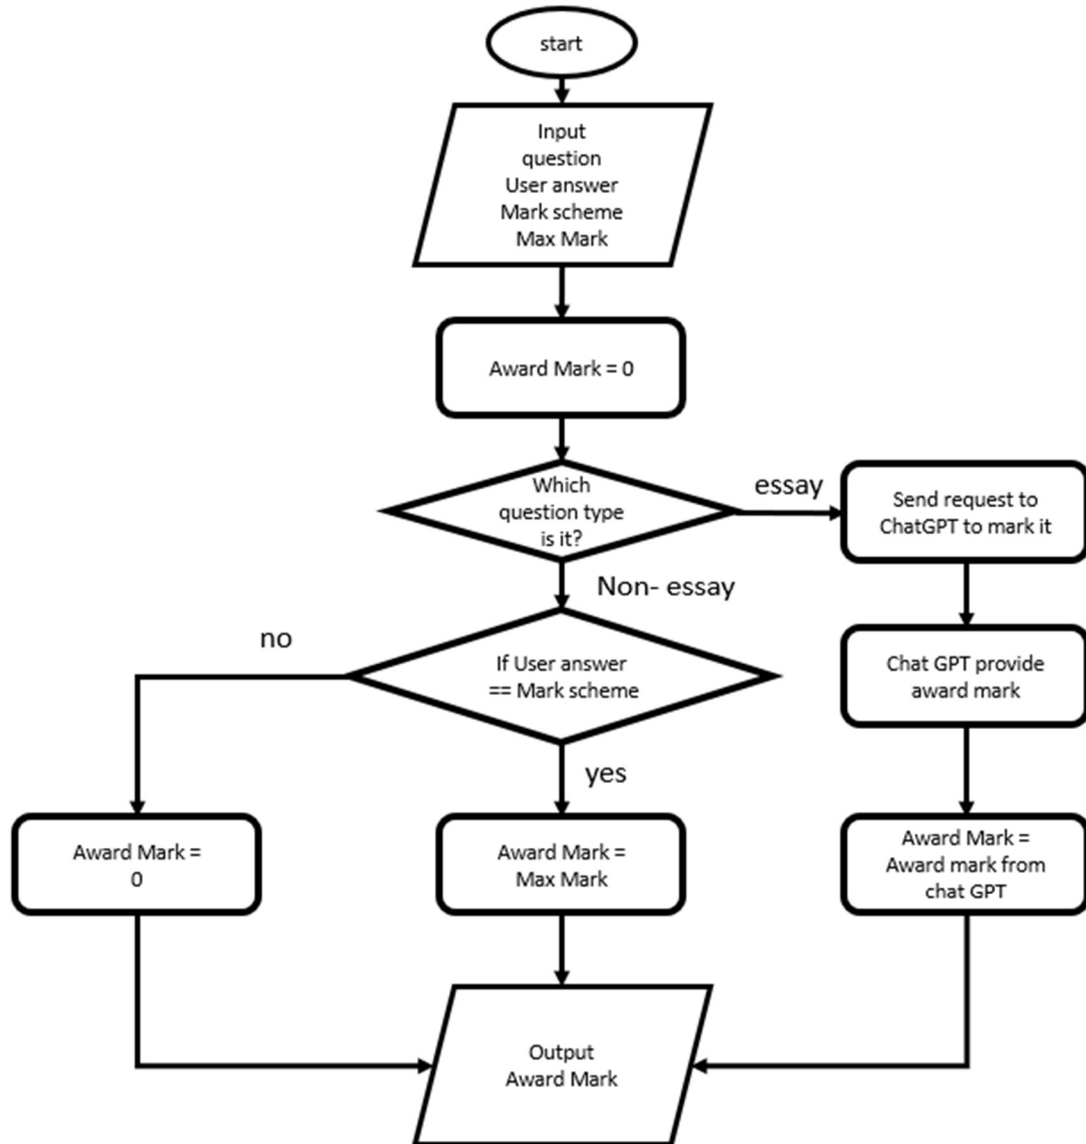 start
Input
question
User answer
Mark scheme
Max Mark
Award Mark = 0
Which
question type
is it?
essay
Send request to
ChatGPT to mark it
Non- essay
Chat GPT provide
award mark
no
If User answer
== Mark scheme
yes
Award Mark =
0
Award Mark =
Max Mark
Award Mark =
Award mark from
chat GPT
Output
Award Mark